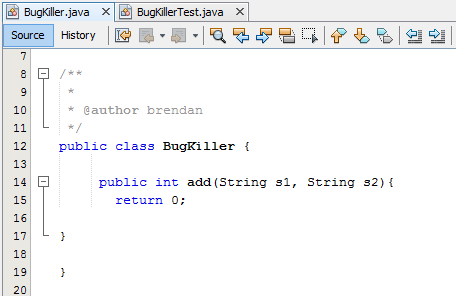 BugKiller.java × BugKillerTest.java ×
Source History
7
8 /**
9 *
10 * @author brendan
11 */
12 public class BugKiller {
13
14 public int add(String s1, String s2){
15 return 0;
16
17 }
18
19 }
20